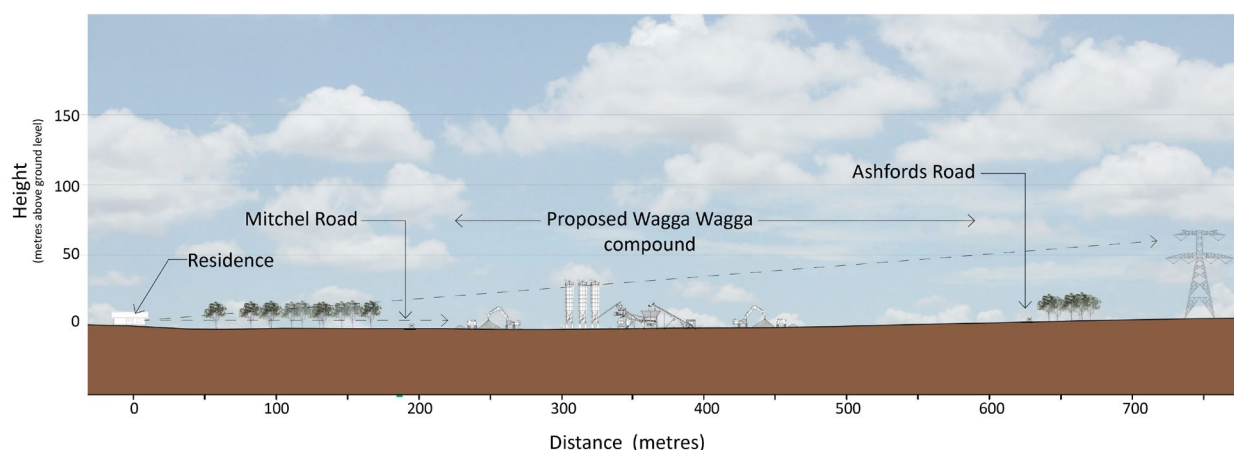 Height
(metres above ground level)
150
100
50
0
Residence
Mitchel Road
Proposed Wagga Wagga
compound
Ashfords Road
0
100
200
300
400
500
600
700
Distance (metres)